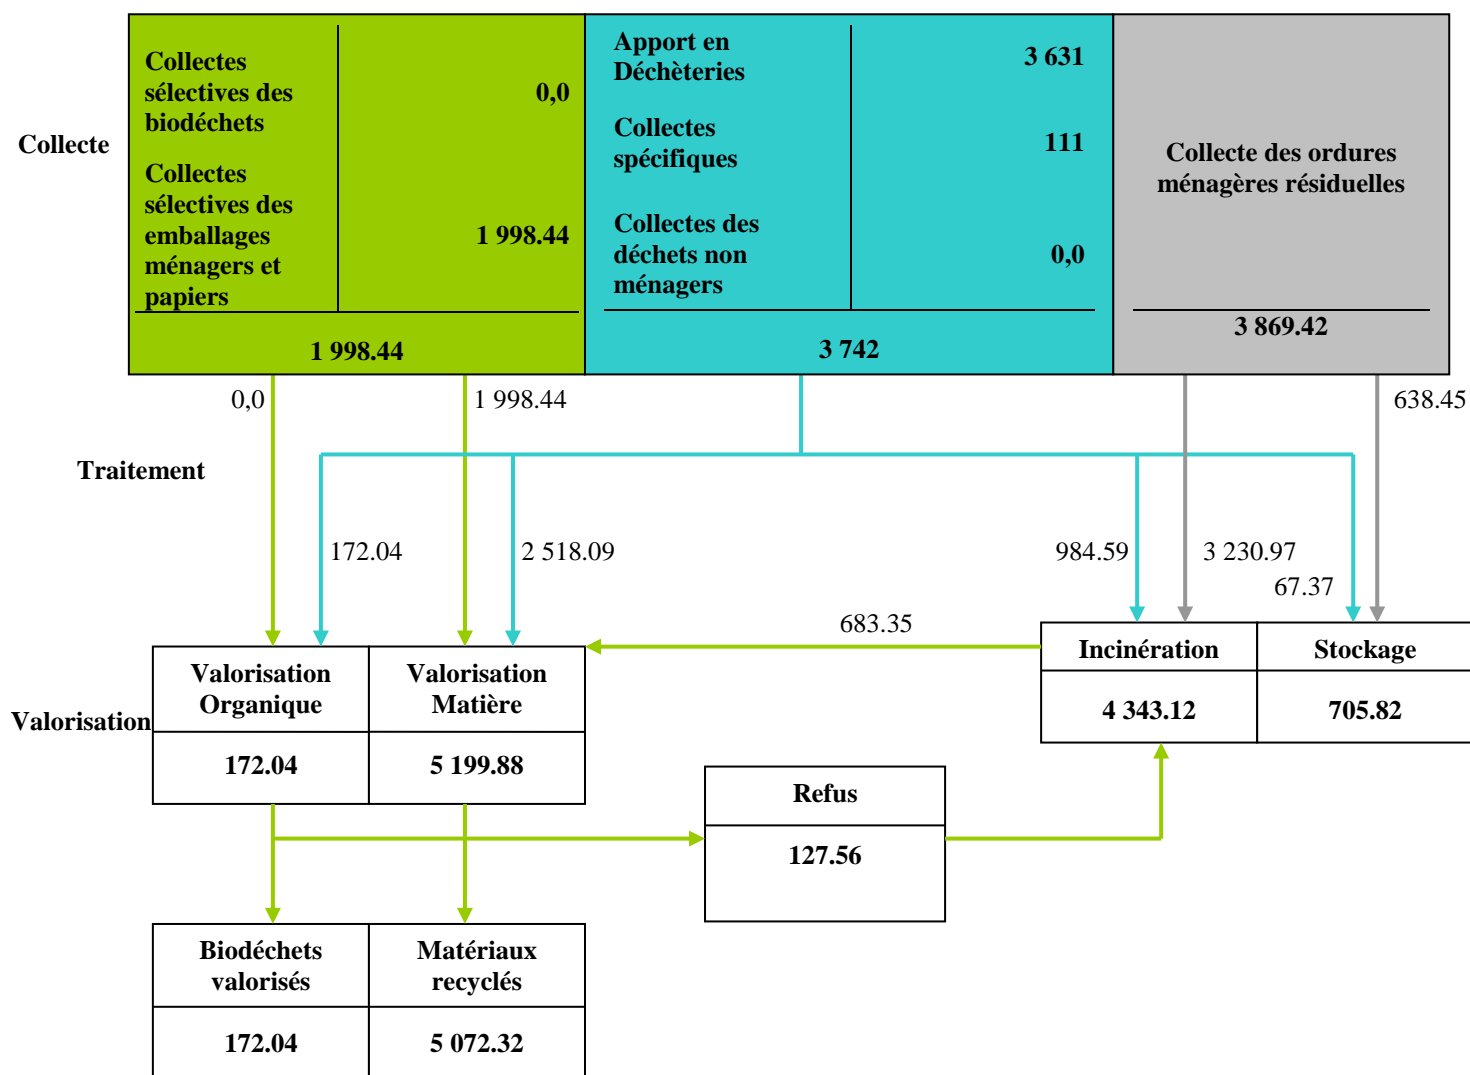 Collecte
Collectes
sélectives des
biodéchets
0,0
Collectes
sélectives des
emballages
ménagers et
papiers
1 998.44
1 998.44
Apport en
Déchèteries
3 631
Collectes
spécifiques
111
Collectes des
déchets non
ménagers
0,0
3 742
Collecte des ordures
ménagères résiduelles
3 869.42
0,0
1 998.44
638.45
Traitement
172.04
2 518.09
984.59
3 230.97
67.37
683.35
Valorisation
Valorisation
Organique
172.04
Valorisation
Matière
5 199.88
Incinération
4 343.12
Stockage
705.82
Refus
127.56
Biodéchets
valorisés
172.04
Matériaux
recyclés
5 072.32